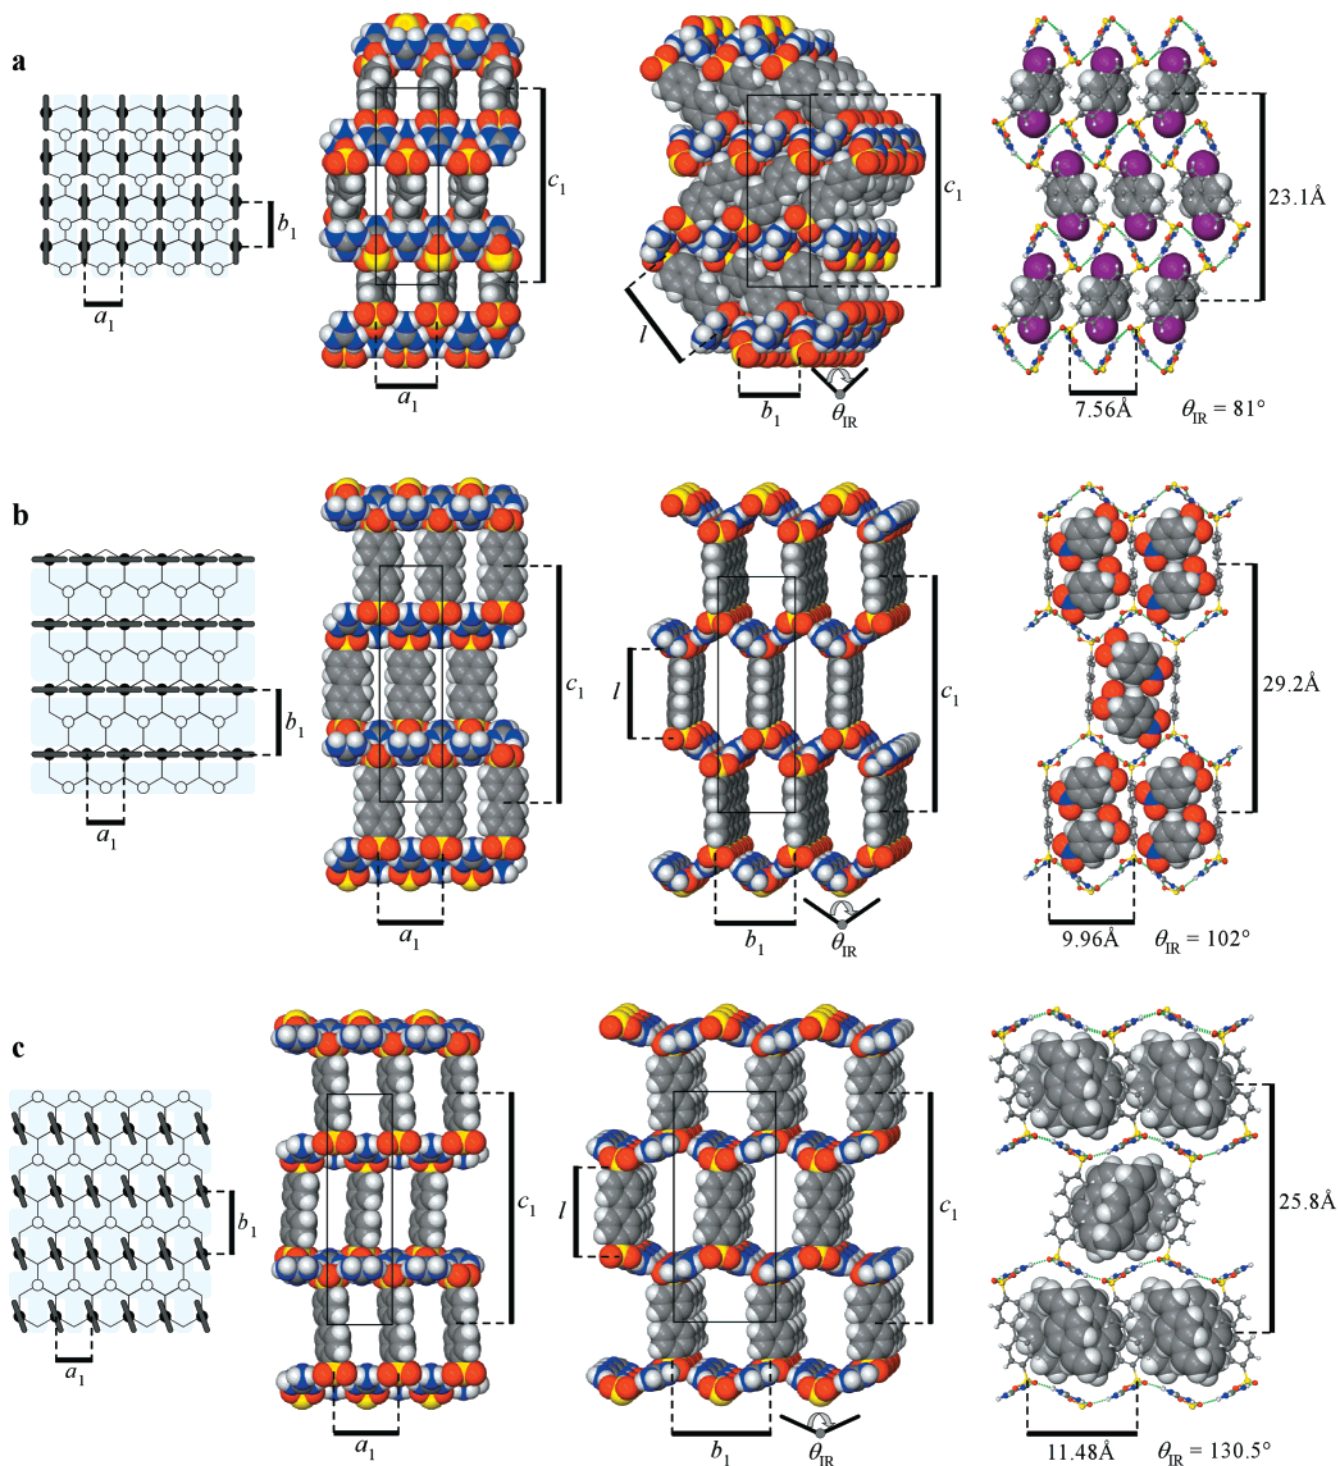 a
b₁
a₁
c₁
a₁
c₁
l
b₁
θIR
23.1Å
7.56Å
θIR = 81°
b
b₁
a₁
c₁
a₁
l
c₁
b₁
θIR
29.2Å
9.96Å
θIR = 102°
c
b₁
a₁
c₁
a₁
l
c₁
b₁
θIR
25.8Å
11.48Å
θIR = 130.5°